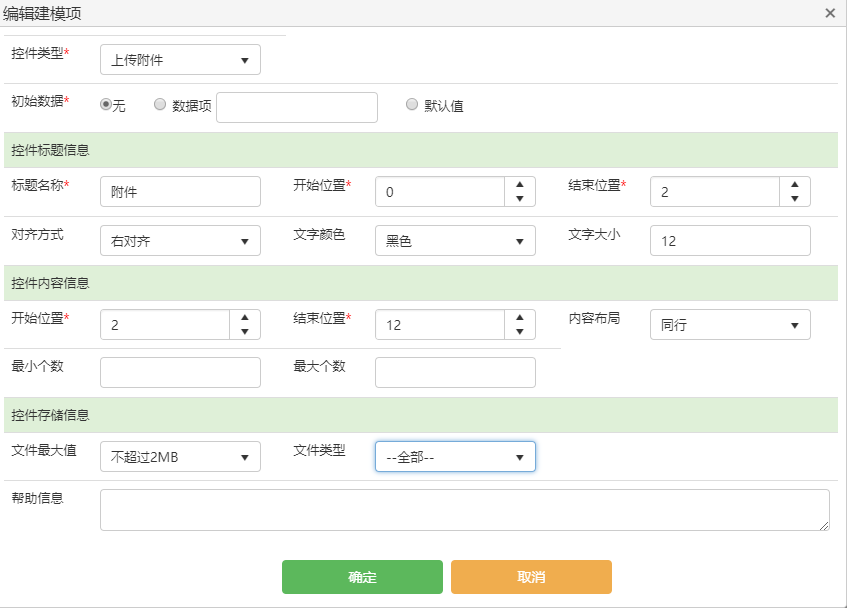 编辑建模项 ×
控件类型* 上传附件
初始数据* 无 数据项 默认值
控件标题信息
标题名称* 附件 开始位置* 0 结束位置* 2
对齐方式 右对齐 文字颜色 黑色 文字大小 12
控件内容信息
开始位置* 2 结束位置* 12 内容布局 同行
最小个数 最大个数
控件存储信息
文件最大值 不超过2MB 文件类型 --全部--
帮助信息
确定 取消